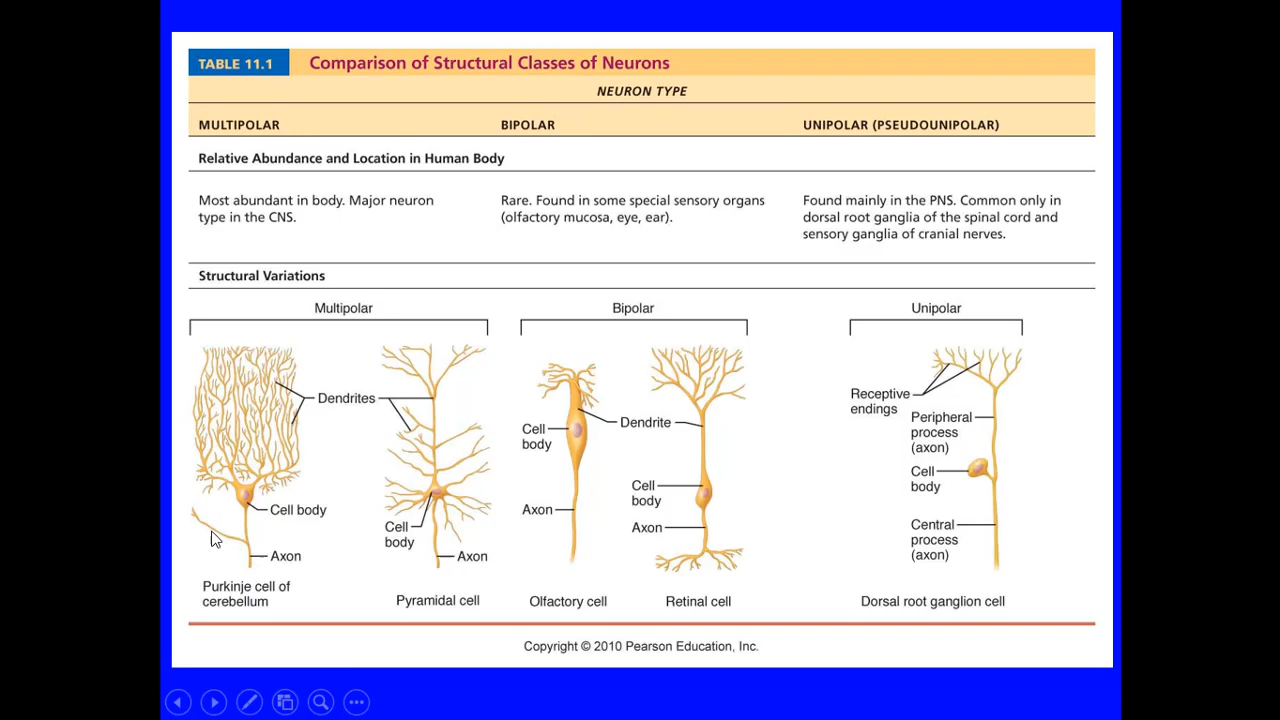 TABLE 11.1
Comparison of Structural Classes of Neurons
NEURON TYPE
MULTIPOLAR
BIPOLAR
UNIPOLAR (PSEUDOUNIPOLAR)
Relative Abundance and Location in Human Body
Most abundant in body. Major neuron
type in the CNS.
Rare. Found in some special sensory organs
(olfactory mucosa, eye, ear).
Found mainly in the PNS. Common only in
dorsal root ganglia of the spinal cord and
sensory ganglia of cranial nerves.
Structural Variations
Multipolar
Dendrites
Cell body
Axon
Purkinje cell of
cerebellum
Cell
body
Axon
Pyramidal cell
Bipolar
Cell
body
Axon
Olfactory cell
Dendrite
Cell
body
Axon
Retinal cell
Unipolar
Receptive
endings
Peripheral
process
(axon)
Cell
body
Central
process
(axon)
Dorsal root ganglion cell
Copyright © 2010 Pearson Education, Inc.